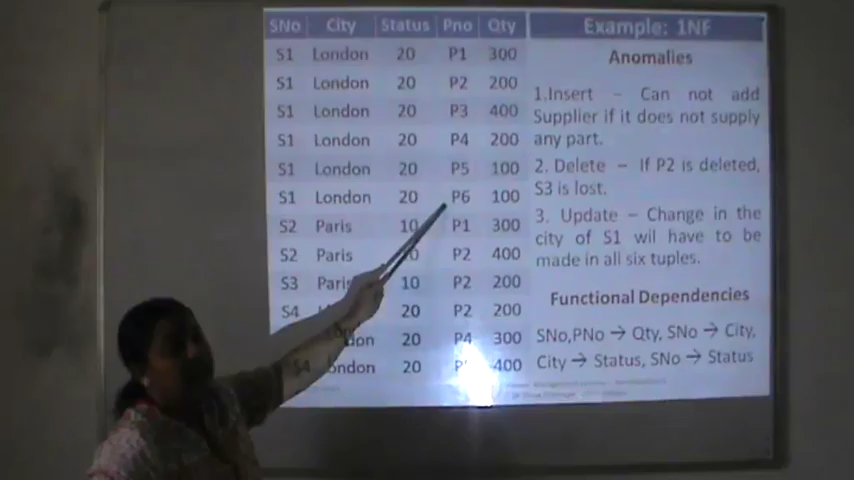 SNo City Status Pno Qty
S1 London 20 P1 300
S1 London 20 P2 200
S1 London 20 P3 400
S1 London 20 P4 200
S1 London 20 P5 100
S1 London 20 P6 100
S2 Paris 10 P1 300
S2 Paris P2 400
S3 Paris 10 P2 200
S4 20 P2 200
don 20 P4 300
S4 ondon 20 400
Example: 1NF
Anomalies
1.Insert – Can not add
Supplier if it does not supply
any part.
2. Delete – If P2 is deleted,
S3 is lost.
3. Update – Change in the
city of S1 wil have to be
made in all six tuples.
Functional Dependencies
SNo,PNo → Qty, SNo → City,
City → Status, SNo → Status